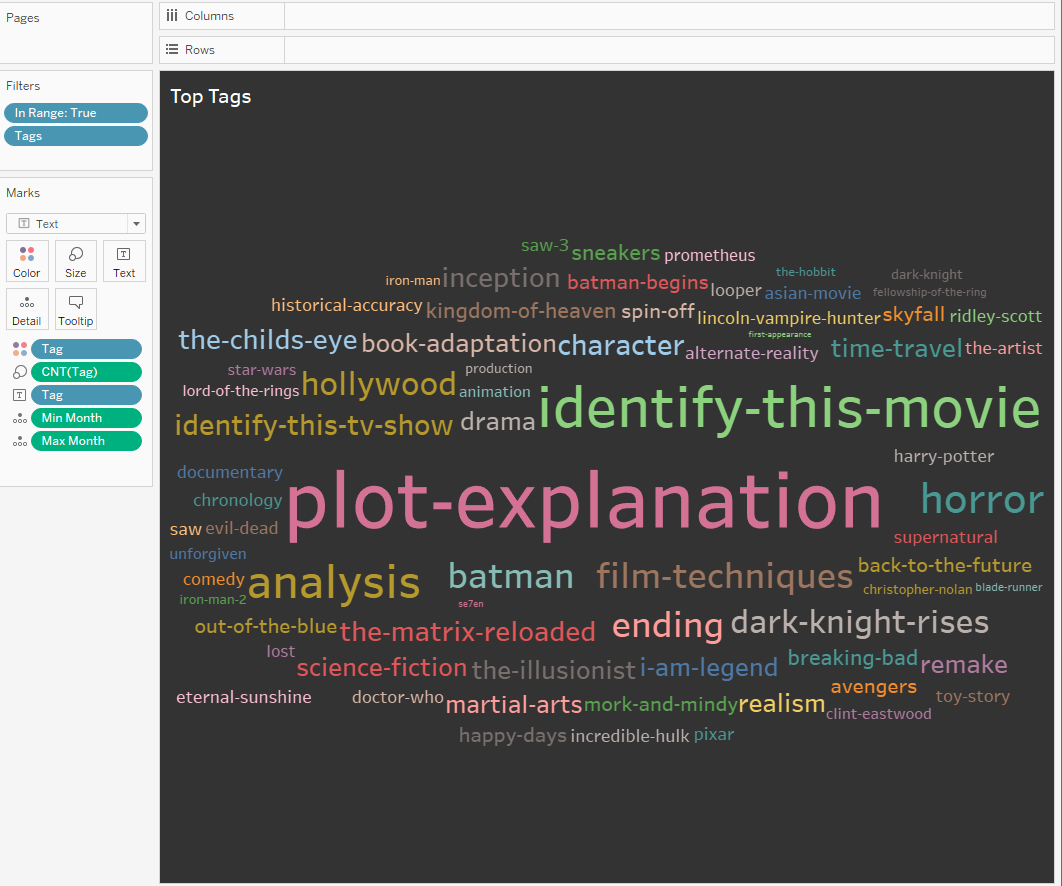 Pages
Columns
Rows
Filters
In Range: True
Tags
Marks
Text
Color
Size
Text
Detail
Tooltip
Tag
CNT(Tag)
Tag
Min Month
Max Month
Top Tags
saw-3 sneakers prometheus
iron-man inception batman-begins looper the-hobbit asian-movie dark-knight fellowship-of-the-ring
historical-accuracy kingdom-of-heaven spin-off lincoln-vampire-hunter skyfall ridley-scott
the-childs-eye book-adaptation character first-appearance alternate-reality time-travel the-artist
star-wars production
lord-of-the-rings hollywood animation identify-this-movie
identify-this-tv-show drama
harry-potter
documentary
chronology plot-explanation horror
saw evil-dead supernatural
unforgiven
comedy analysis batman film-techniques back-to-the-future
iron-man-2 se7en christopher-nolan blade-runner
out-of-the-blue the-matrix-reloaded ending dark-knight-rises
lost science-fiction the-illusionist i-am-legend breaking-bad remake
eternal-sunshine doctor-who martial-arts mork-and-mindy realism avengers toy-story
clint-eastwood
happy-days incredible-hulk pixar